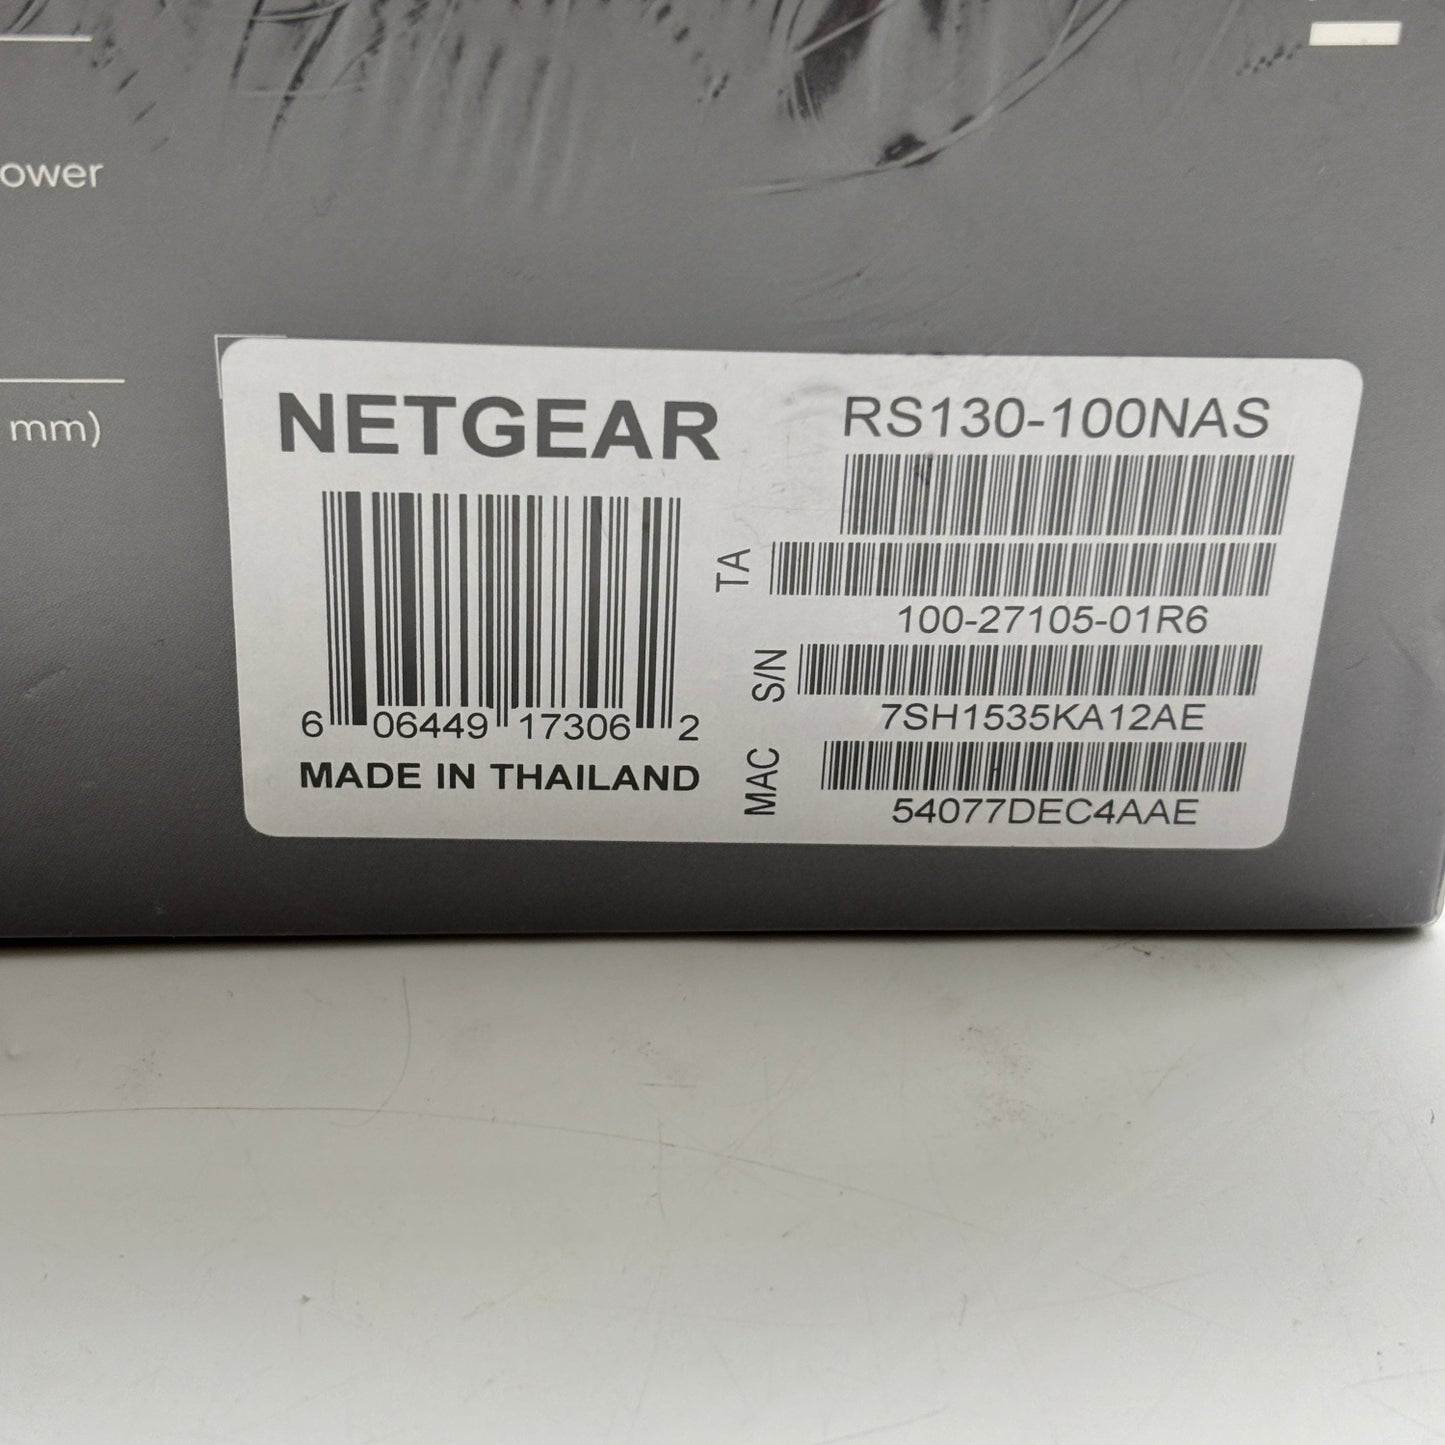 ower
mm)
NETGEAR
6 06449 17306 2
MADE IN THAILAND
RS130-100NAS
TA
100-27105-01R6
S/N
7SH1535KA12AE
MAC
54077DEC4AAE